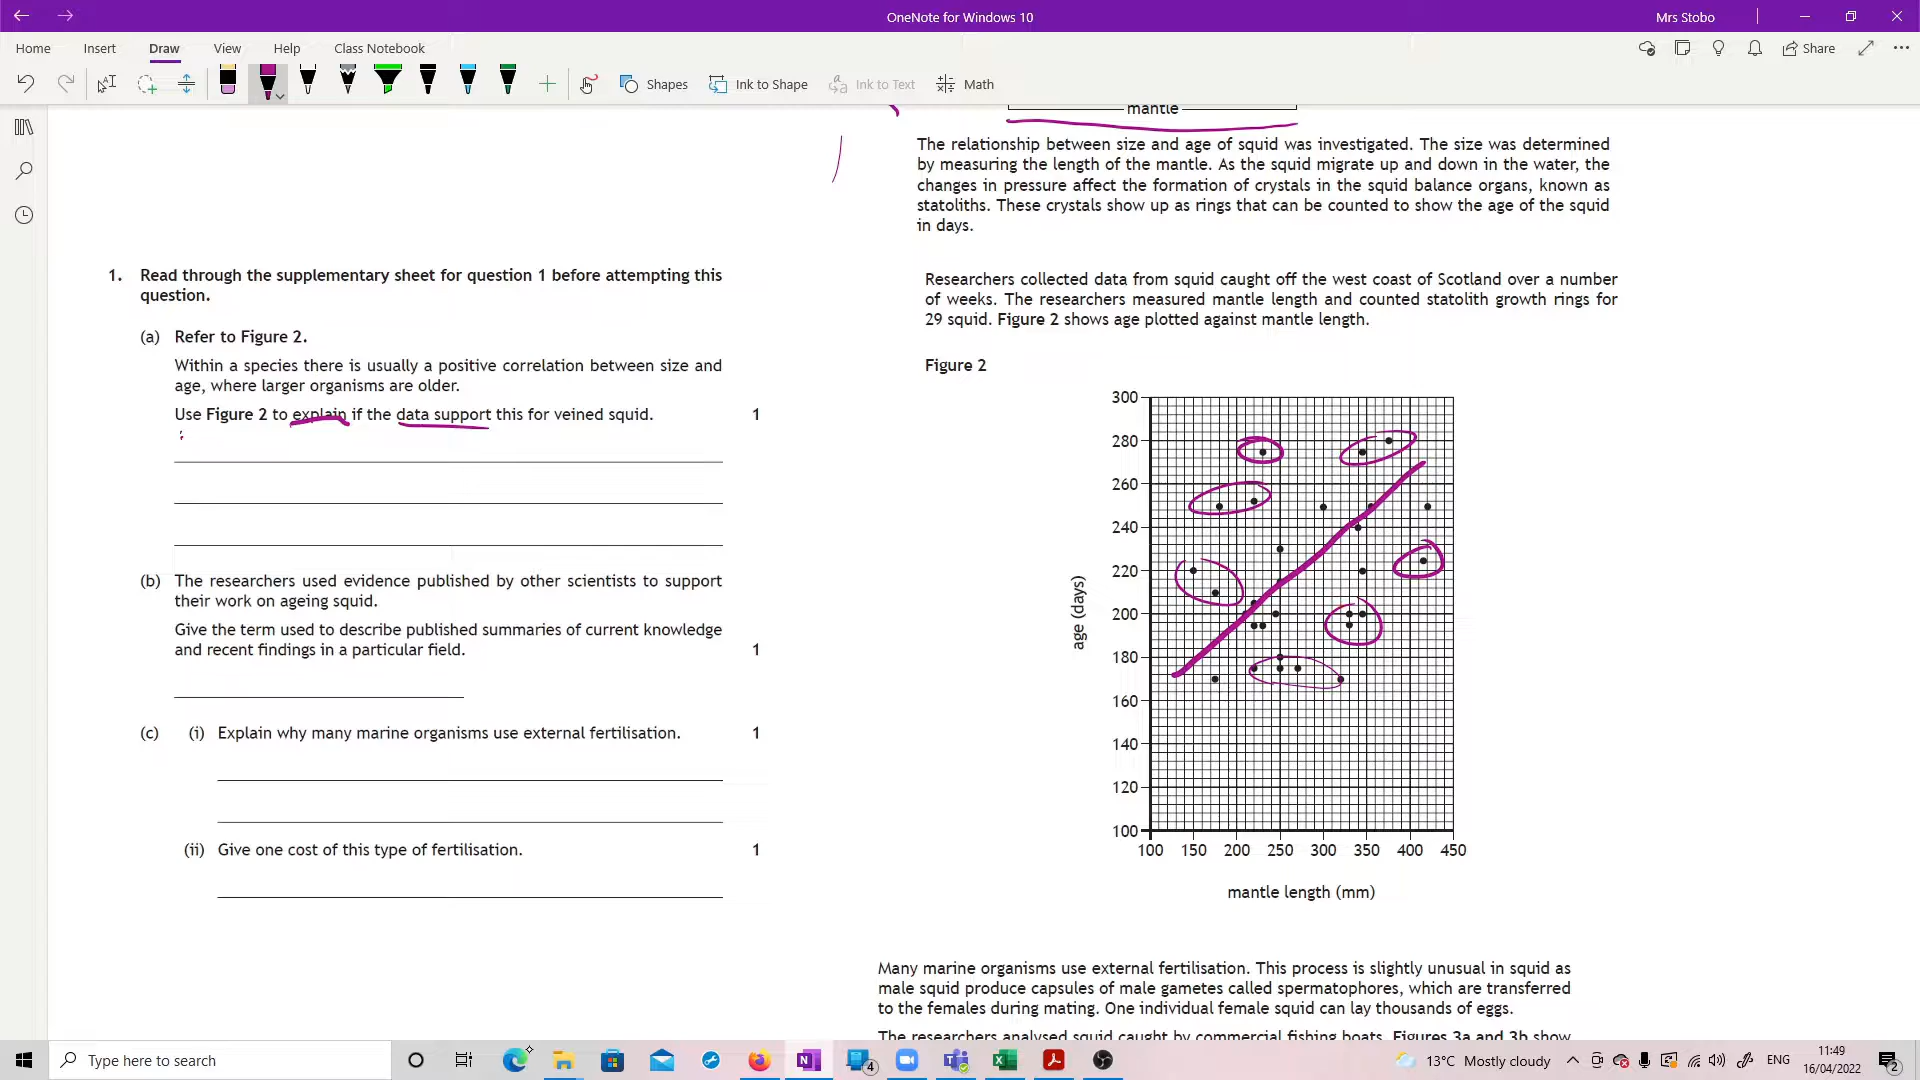 OneNote for Windows 10
Mrs Stobo
Home Insert Draw View Help Class Notebook
Share
Shapes Ink to Shape Ink to Text Math
1. Read through the supplementary sheet for question 1 before attempting this
question.
(a) Refer to Figure 2.
Within a species there is usually a positive correlation between size and
age, where larger organisms are older.
Use Figure 2 to explain if the data support this for veined squid. 1
(b) The researchers used evidence published by other scientists to support
their work on ageing squid.
Give the term used to describe published summaries of current knowledge
and recent findings in a particular field. 1
(c) (i) Explain why many marine organisms use external fertilisation. 1
(ii) Give one cost of this type of fertilisation. 1
mantle
The relationship between size and age of squid was investigated. The size was determined
by measuring the length of the mantle. As the squid migrate up and down in the water, the
changes in pressure affect the formation of crystals in the squid balance organs, known as
statoliths. These crystals show up as rings that can be counted to show the age of the squid
in days.
Researchers collected data from squid caught off the west coast of Scotland over a number
of weeks. The researchers measured mantle length and counted statolith growth rings for
29 squid. Figure 2 shows age plotted against mantle length.
Figure 2
300
280
260
240
220
200
180
160
140
120
100
age (days)
100 150 200 250 300 350 400 450
mantle length (mm)
Many marine organisms use external fertilisation. This process is slightly unusual in squid as
male squid produce capsules of male gametes called spermatophores, which are transferred
to the females during mating. One individual female squid can lay thousands of eggs.
The researchers analysed squid caught by commercial fishing boats. Figures 3a and 3b show
Type here to search
4
13°C Mostly cloudy
ENG
11:49
16/04/2022
2